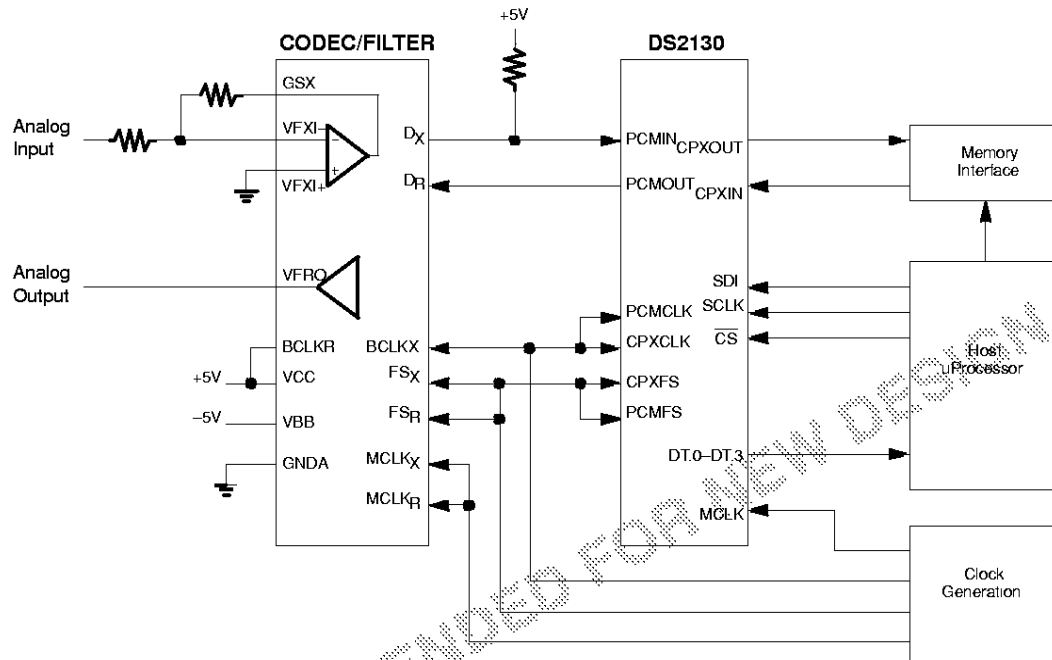 +5V
CODEC/FILTER
DS2130
GSX
Analog
Input
VFXI–
DX
PCMIN
CPXOUT
Memory
Interface
VFXI+
DR
PCMOUT
CPXIN
Analog
Output
VFRO
SDI
SCLK
CS
PCMCLK
Host
uProcessor
BCLKR
BCLKX
CPXCLK
+5V
VCC
FSX
CPXFS
–5V
VBB
FSR
PCMFS
GNDA
MCLKX
DT.0–DT.3
MCLKR
MCLK
Clock
Generation
ENDED FOR NEW DESIGN